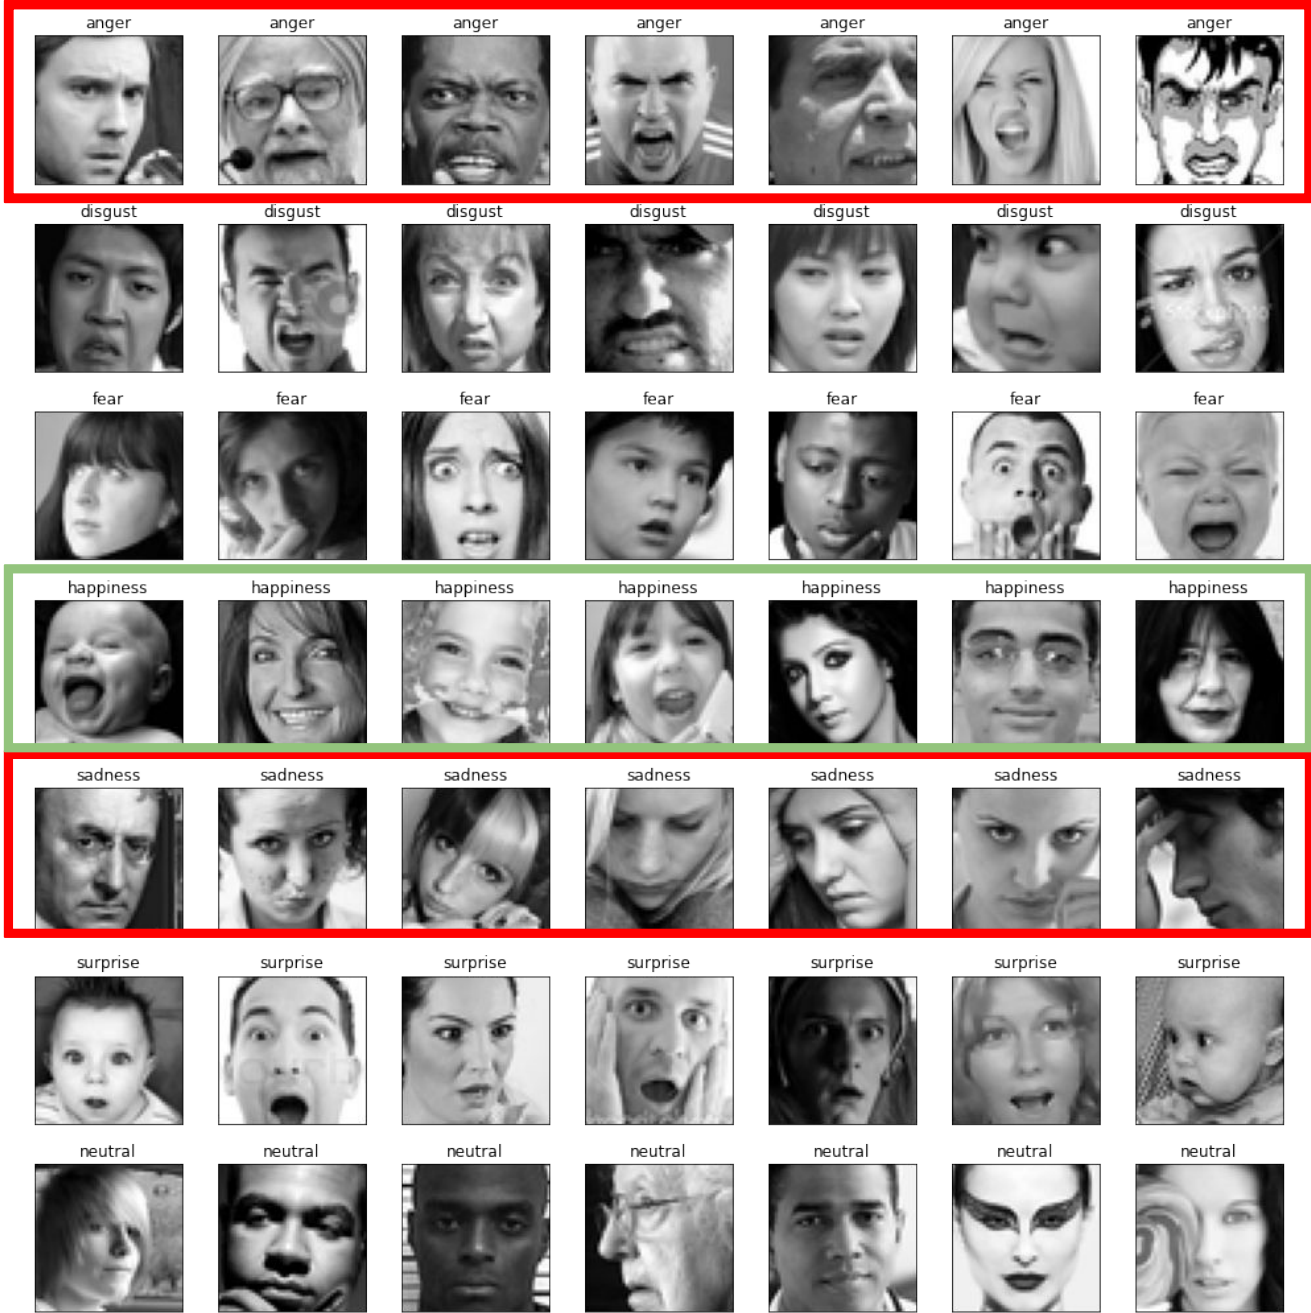 anger anger anger anger anger anger anger
disgust disgust disgust disgust disgust disgust disgust
fear fear fear fear fear fear fear
happiness happiness happiness happiness happiness happiness happiness
sadness sadness sadness sadness sadness sadness sadness
surprise surprise surprise surprise surprise surprise surprise
neutral neutral neutral neutral neutral neutral neutral